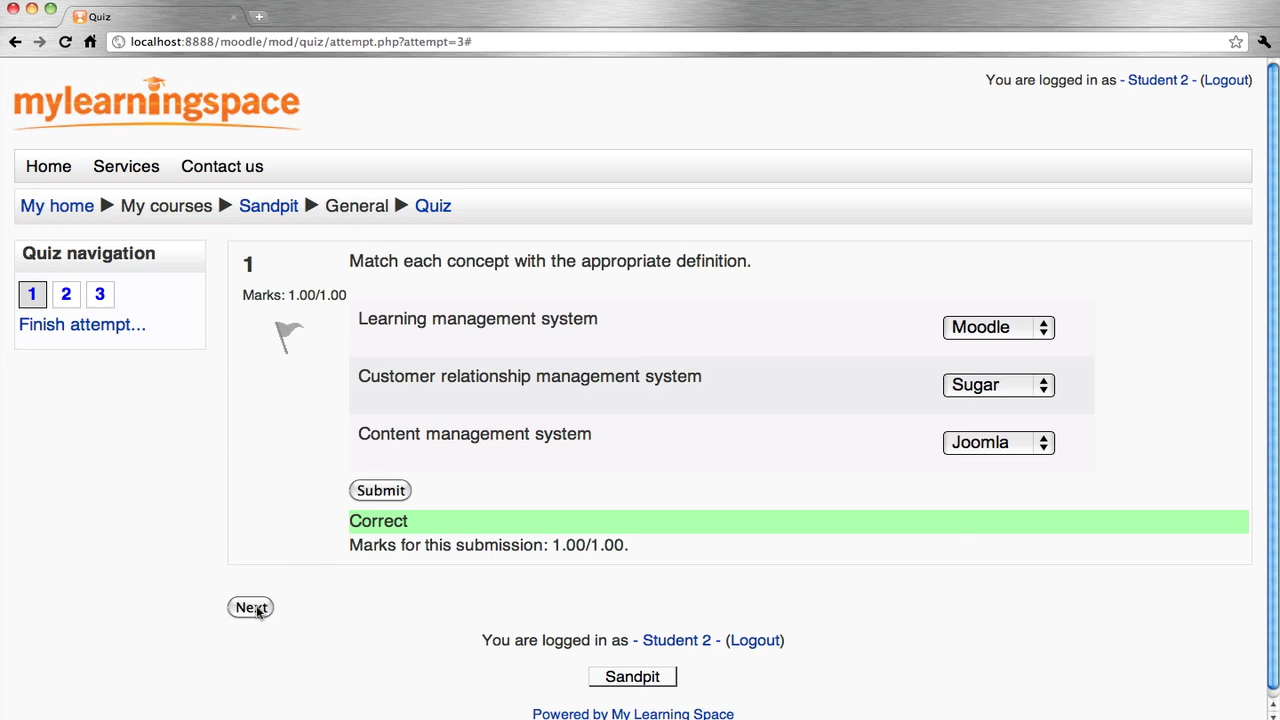 Quiz
localhost:8888/moodle/mod/quiz/attempt.php?attempt=3#
You are logged in as - Student 2 - (Logout)
mylearningspace
Home Services Contact us
My home ▶ My courses ▶ Sandpit ▶ General ▶ Quiz
Quiz navigation
1 2 3
Finish attempt...
1
Marks: 1.00/1.00
Match each concept with the appropriate definition.
Learning management system Moodle
Customer relationship management system Sugar
Content management system Joomla
Submit
Correct
Marks for this submission: 1.00/1.00.
Next
You are logged in as - Student 2 - (Logout)
Sandpit
Powered by My Learning Space